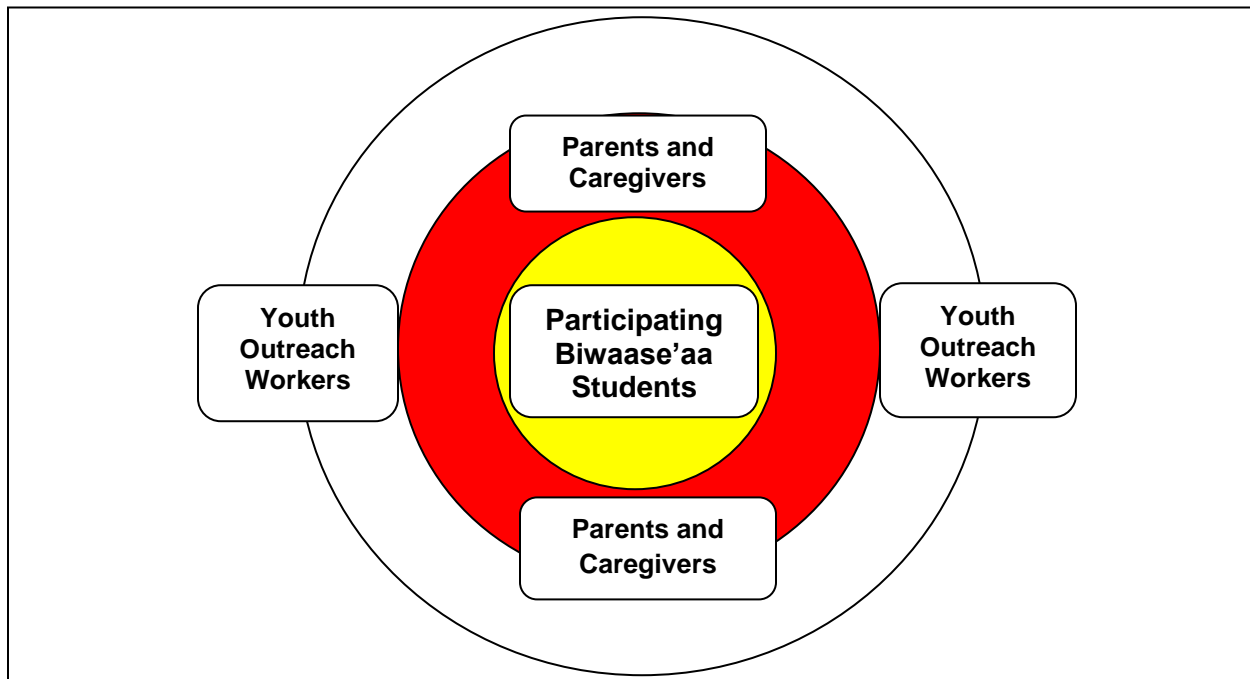 Parents and
Caregivers
Youth
Outreach
Workers
Participating
Biwaase’aa
Students
Youth
Outreach
Workers
Parents and
Caregivers